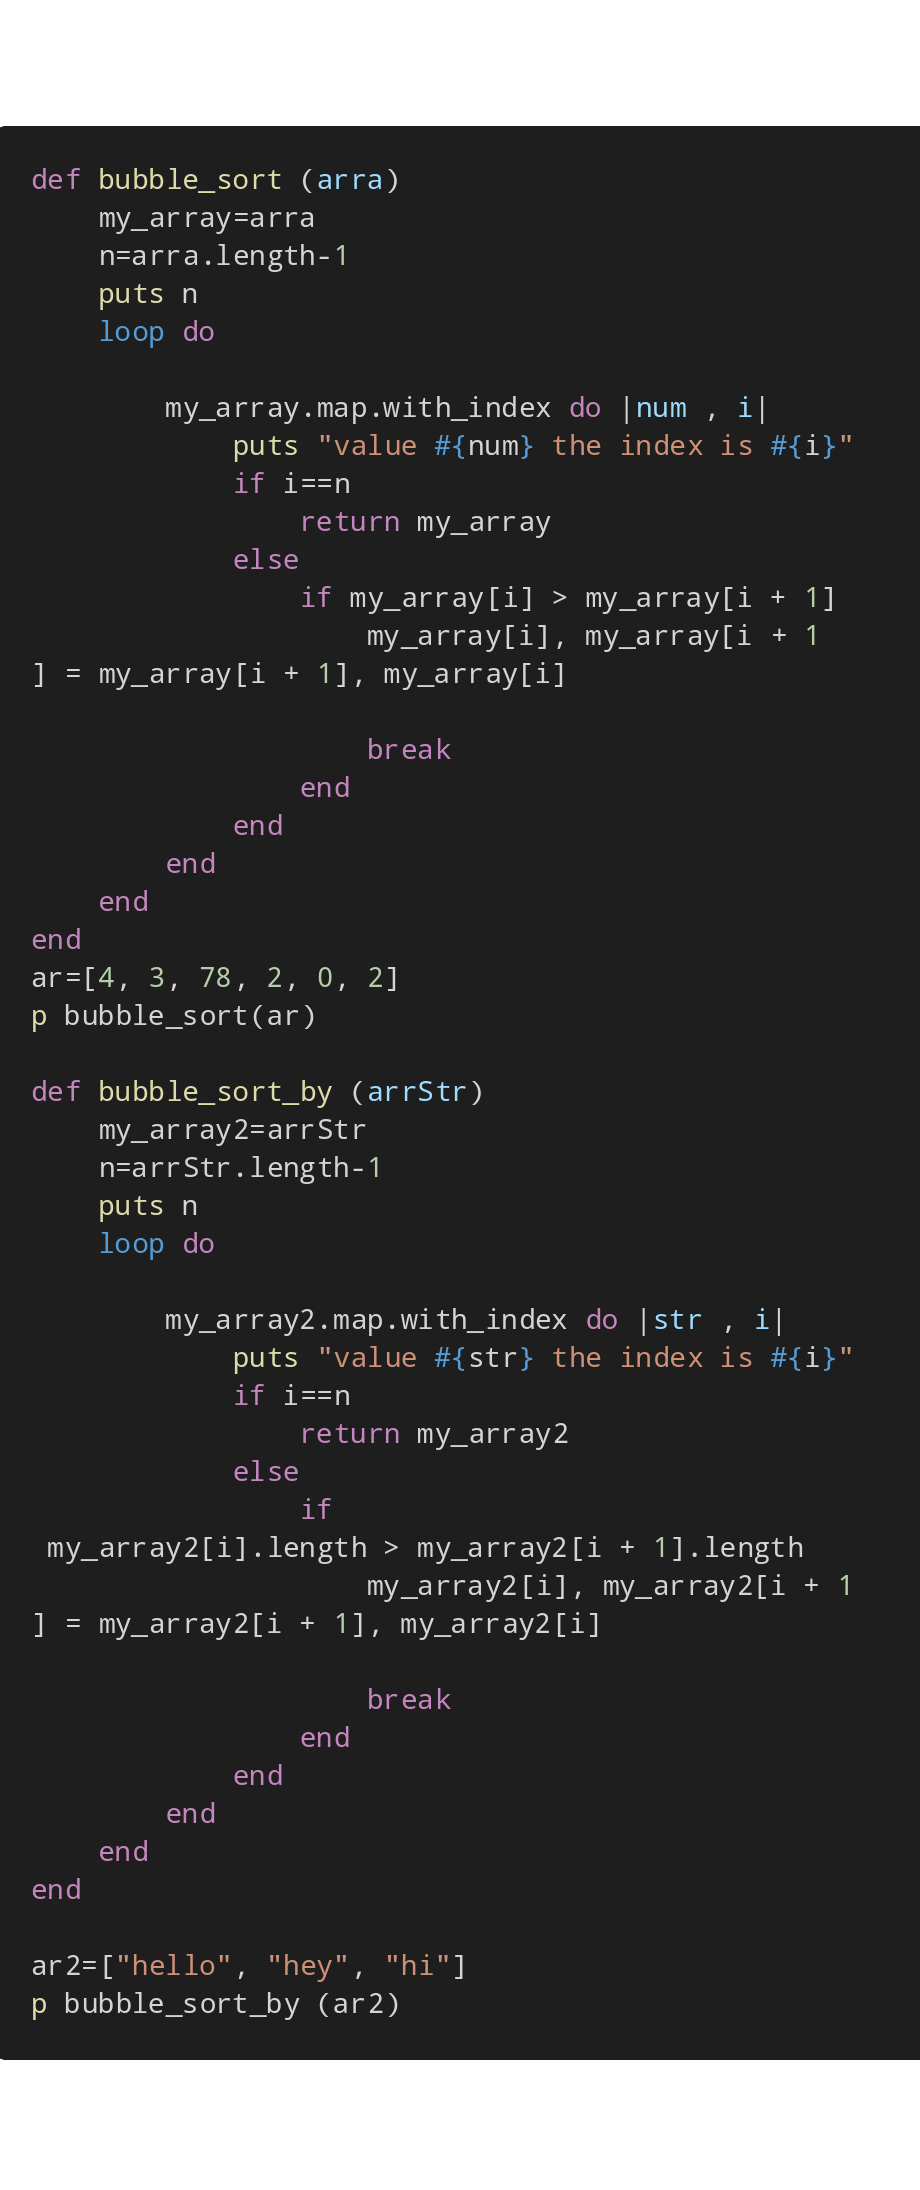 def bubble_sort (arra)
    my_array=arra
    n=arra.length-1
    puts n
    loop do
        my_array.map.with_index do |num , i|
            puts "value #{num} the index is #{i}"
            if i==n
                return my_array
            else
                if my_array[i] > my_array[i + 1]
                    my_array[i], my_array[i + 1
] = my_array[i + 1], my_array[i]
                    break
                end
            end
        end
    end
end
ar=[4, 3, 78, 2, 0, 2]
p bubble_sort(ar)
def bubble_sort_by (arrStr)
    my_array2=arrStr
    n=arrStr.length-1
    puts n
    loop do
        my_array2.map.with_index do |str , i|
            puts "value #{str} the index is #{i}"
            if i==n
                return my_array2
            else
                if
 my_array2[i].length > my_array2[i + 1].length
                    my_array2[i], my_array2[i + 1
] = my_array2[i + 1], my_array2[i]
                    break
                end
            end
        end
    end
end
ar2=["hello", "hey", "hi"]
p bubble_sort_by (ar2)